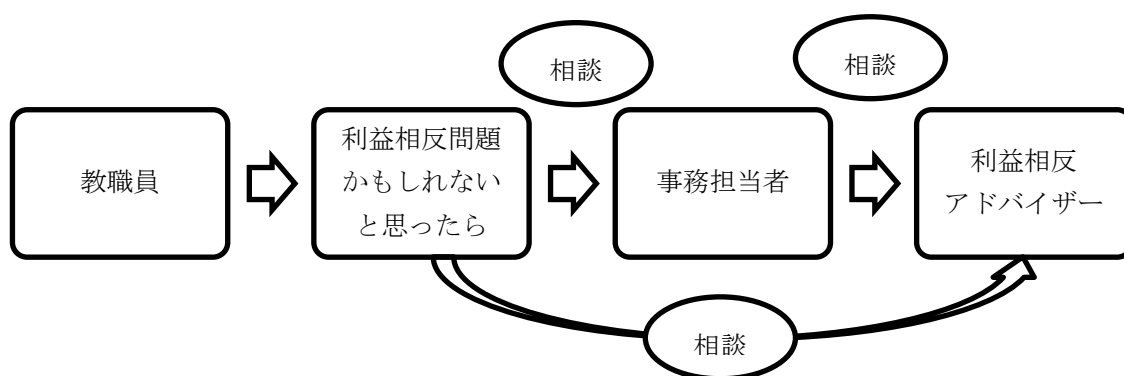 相談
相談
教職員
利益相反問題
かもしれない
と思ったら
事務担当者
利益相反
アドバイザー
相談